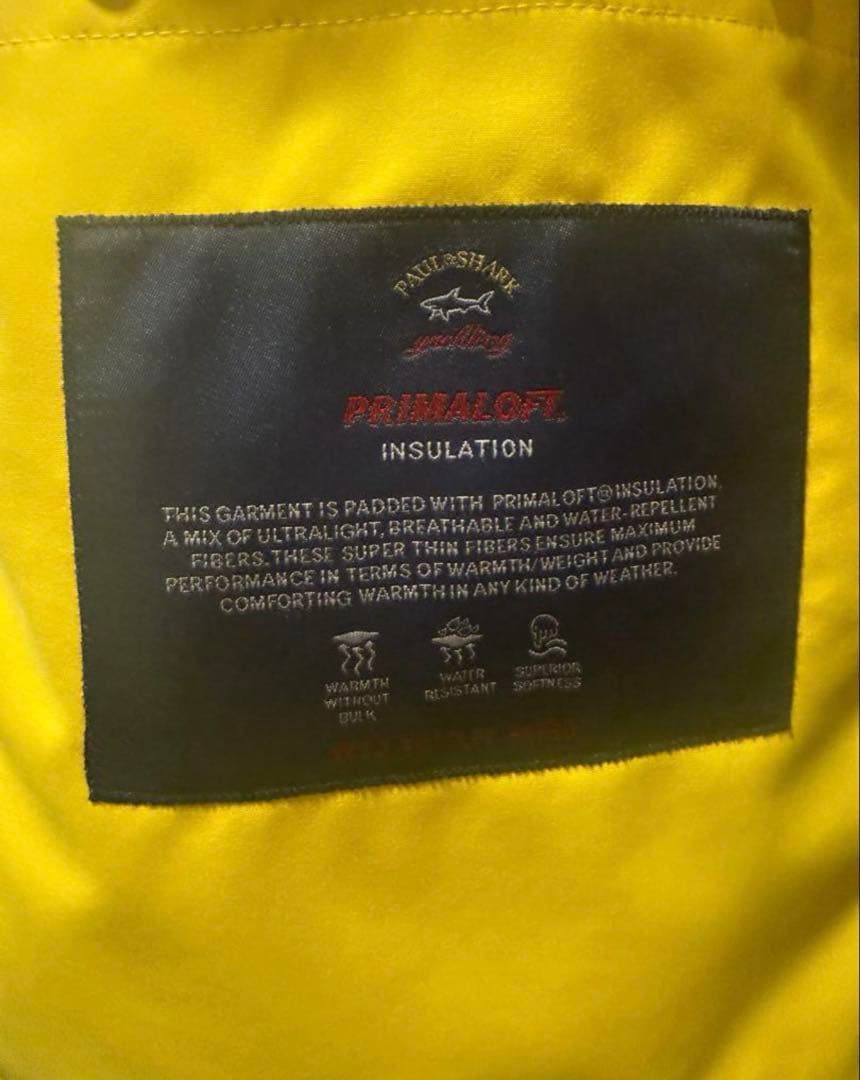 PAUL & SHARK
yachting
PRIMALOFT®
INSULATION
THIS GARMENT IS PADDED WITH PRIMALOFT® INSULATION,
A MIX OF ULTRALIGHT, BREATHABLE AND WATER-REPELLENT
FIBERS. THESE SUPER THIN FIBERS ENSURE MAXIMUM
PERFORMANCE IN TERMS OF WARMTH/WEIGHT AND PROVIDE
COMFORTING WARMTH IN ANY KIND OF WEATHER.
WARMTH WITHOUT BULK
WATER RESISTANT
SUPERIOR SOFTNESS